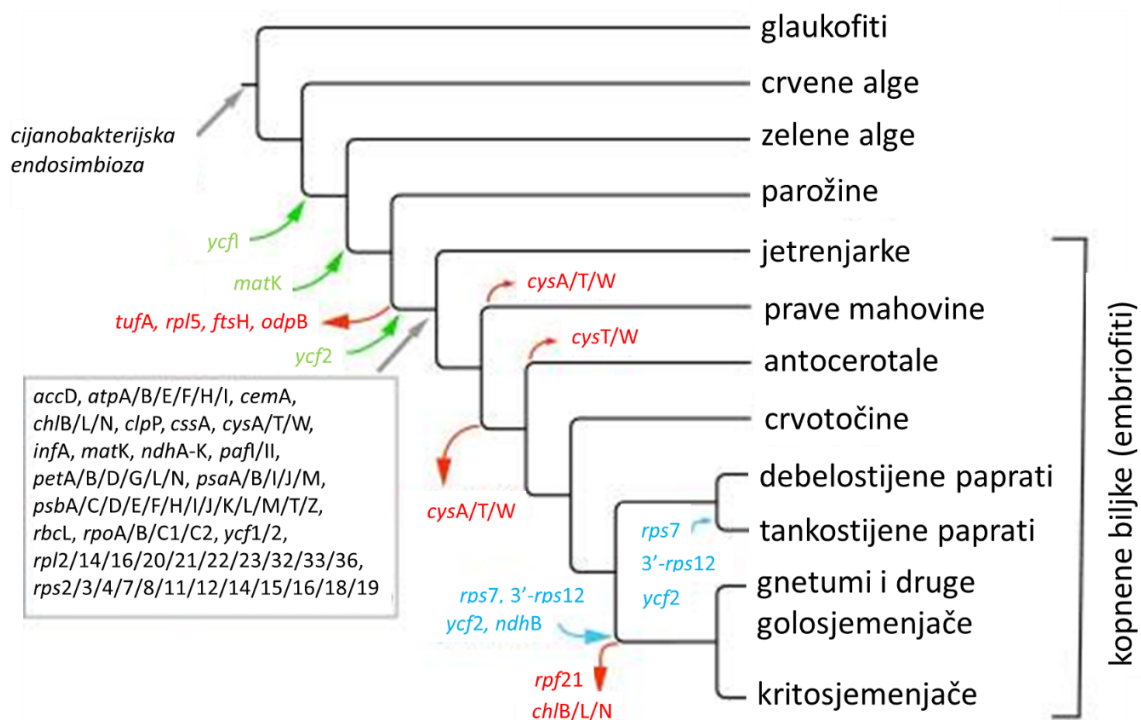 glaukofiti
crvene alge
cijanobakterijska
endosimbioza
zelene alge
parožine
ycfI
jetrenjarke
matK
cysA/T/W
prave mahovine
tufA, rpl5, ftsH, odpB
cysT/W
ycf2
antocerotale
accD, atpA/B/E/F/H/I, cemA,
chlB/L/N, clpP, cssA, cysA/T/W,
infA, matK, ndhA-K, pafI/II,
petA/B/D/G/L/N, psaA/B/I/J/M,
psbA/C/D/E/F/H/I/J/K/L/M/T/Z,
rbcL, rpoA/B/C1/C2, ycf1/2,
rpl2/14/16/20/21/22/23/32/33/36,
rps2/3/4/7/8/11/12/14/15/16/18/19
crvotočine
cysA/T/W
debelostijene paprati
rps7
3’-rps12
ycf2
tankostijene paprati
rps7, 3’-rps12
ycf2, ndhB
gnetumi i druge
golosjemenjače
rpf21
chlB/L/N
kritosjemenjače
kopnene biljke (embriofiti)